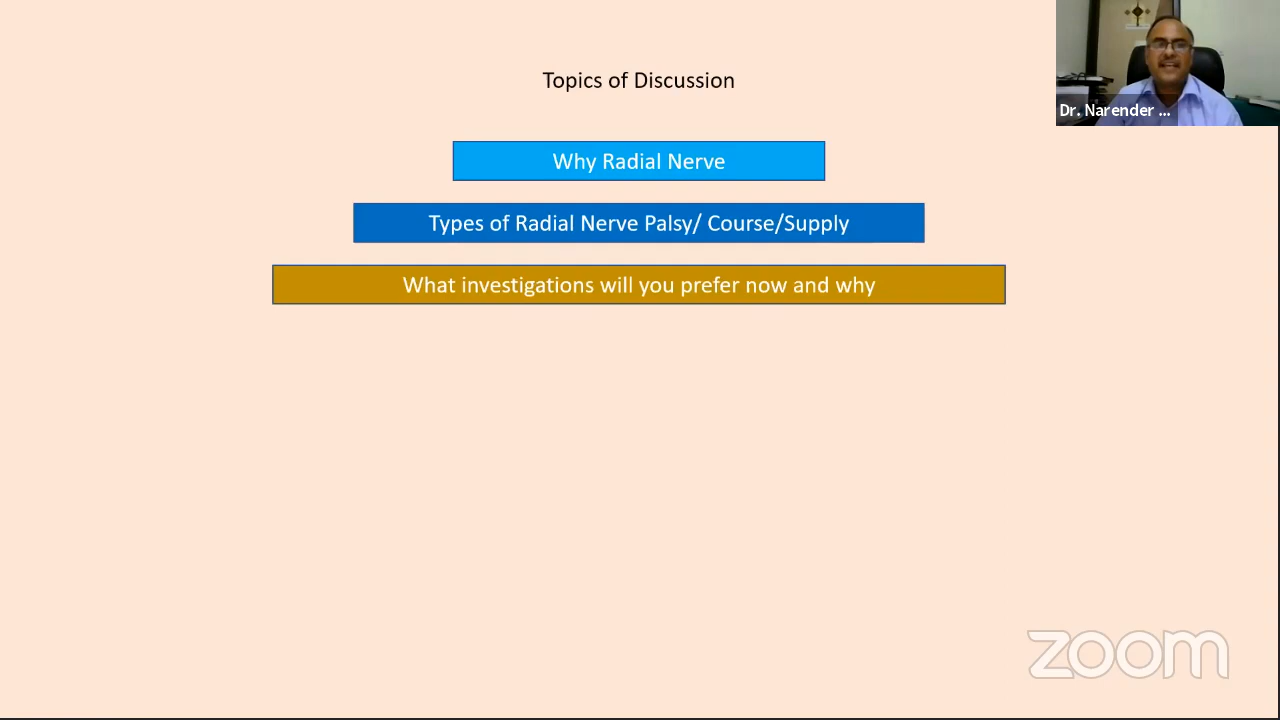 Topics of Discussion
Dr. Narender ...
Why Radial Nerve
Types of Radial Nerve Palsy/ Course/Supply
What investigations will you prefer now and why
zoom